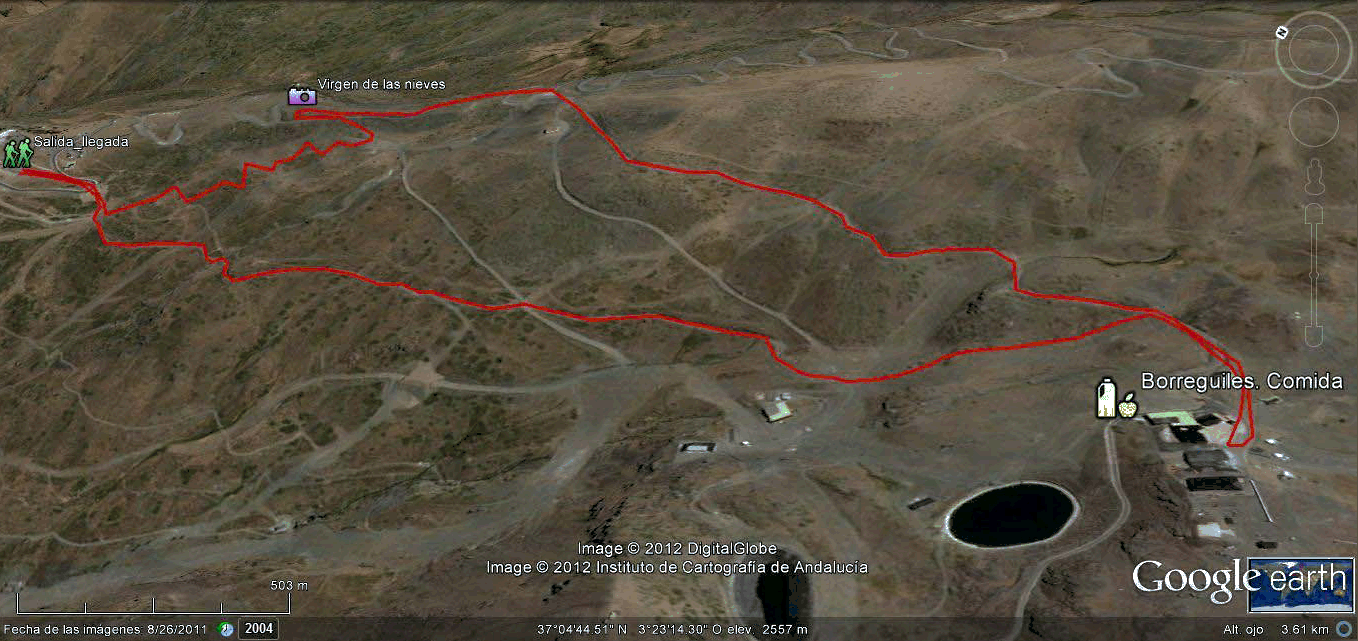 N
Virgen de las nieves
Salida_llegada
Borreguiles. Comida
Image © 2012 DigitalGlobe
Image © 2012 Instituto de Cartografía de Andalucía
Google earth
503 m
Fecha de las imágenes: 8/26/2011 2004 37°04'44.51" N 3°23'14.30" O elev. 2557 m Alt. ojo 3.61 km